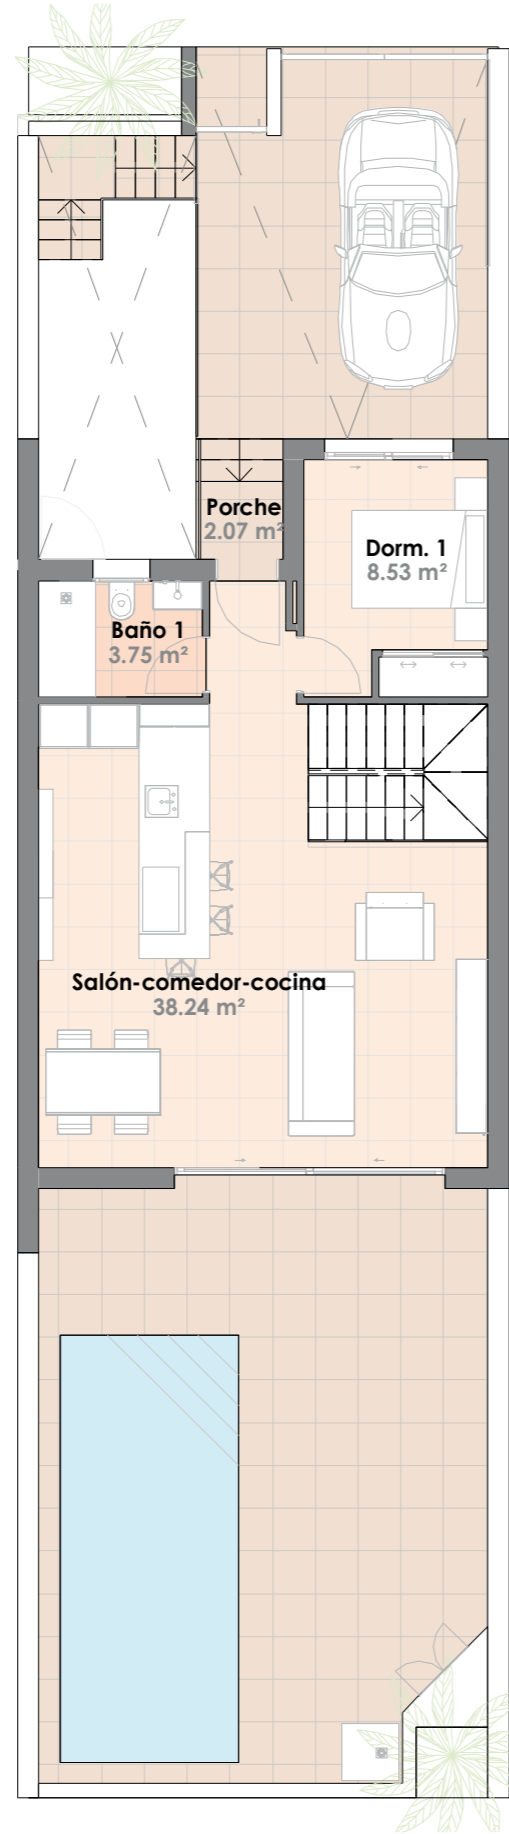 Porche
2.07 m²
Dorm. 1
8.53 m²
Baño 1
3.75 m²
Salón-comedor-cocina
38.24 m²